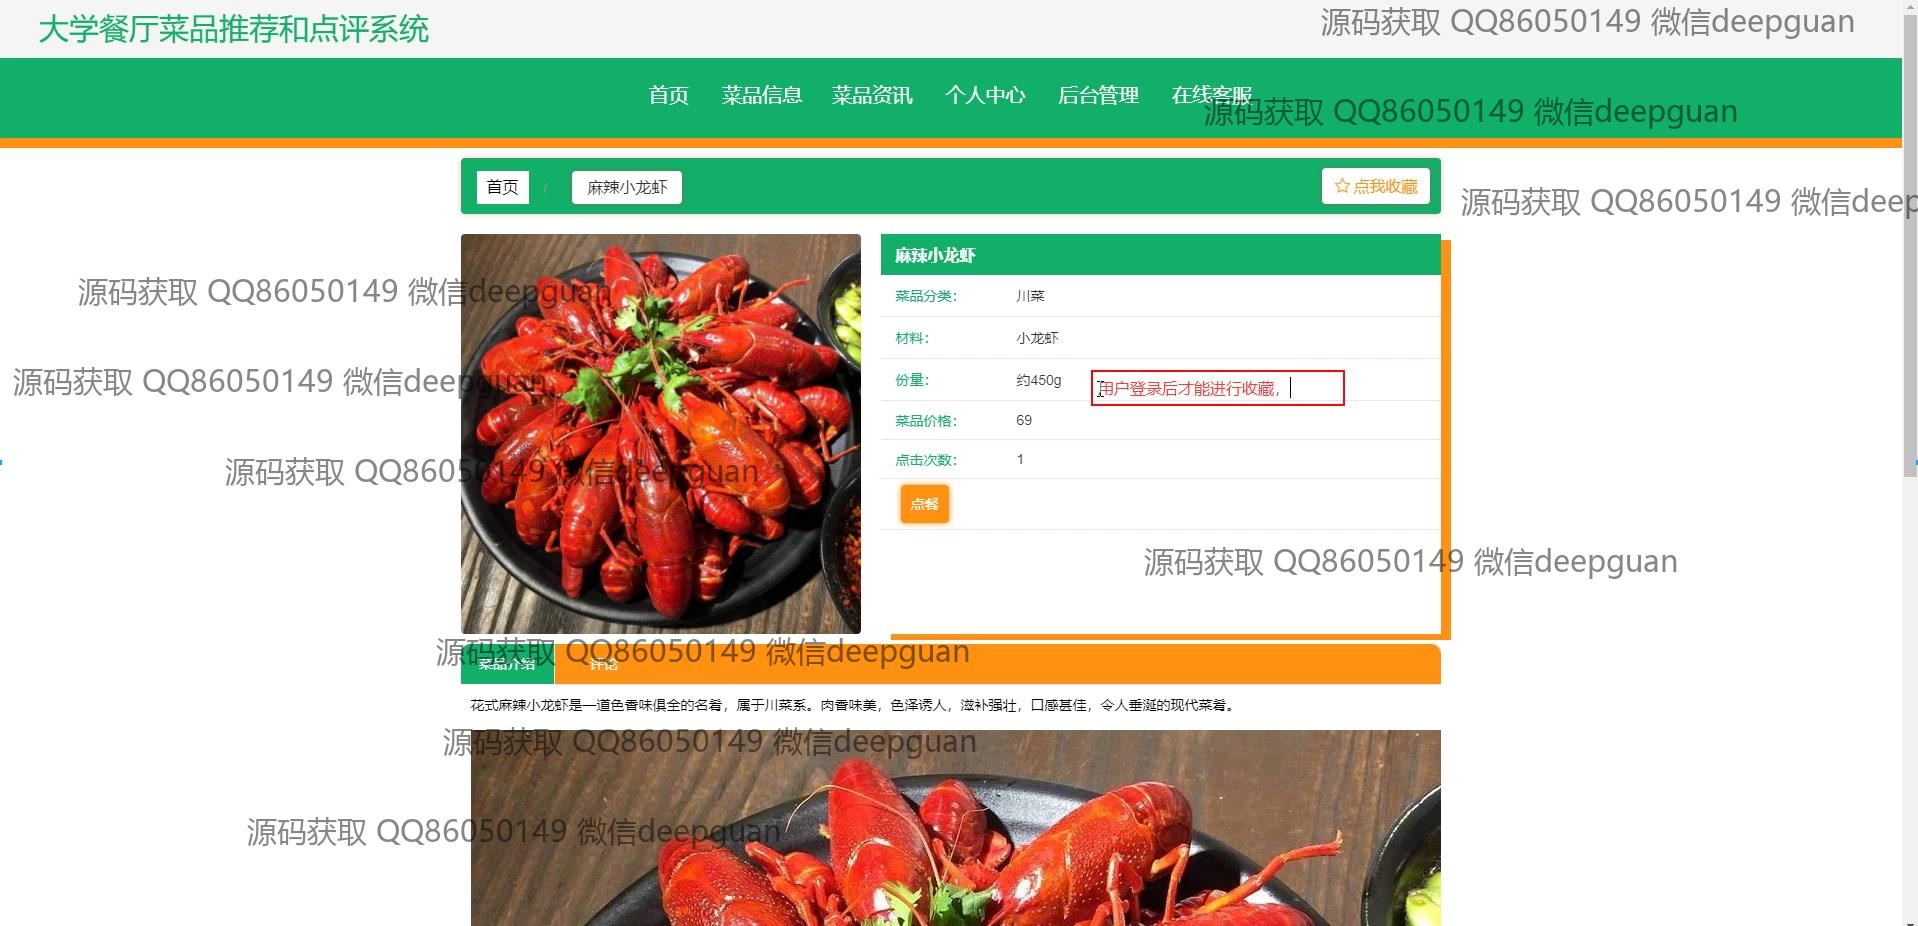 大学餐厅菜品推荐和点评系统
源码获取 QQ86050149 微信deepguan
首页 菜品信息 菜品资讯 个人中心 后台管理 在线客服
源码获取 QQ86050149 微信deepguan
首页 / 麻辣小龙虾
☆点我收藏
源码获取 QQ86050149 微信deep
麻辣小龙虾
源码获取 QQ86050149 微信deepguan
菜品分类： 川菜
材料： 小龙虾
源码获取 QQ86050149 微信deepguan
份量： 约450g
用户登录后才能进行收藏，
菜品价格： 69
点击次数： 1
源码获取 QQ86050149 微信deepguan
点餐
源码获取 QQ86050149 微信deepguan
源码获取 QQ86050149 微信deepguan
菜品介绍 评论
花式麻辣小龙虾是一道色香味俱全的名肴，属于川菜系。肉香味美，色泽诱人，滋补强壮，口感甚佳，令人垂涎的现代菜肴。
源码获取 QQ86050149 微信deepguan
源码获取 QQ86050149 微信deepguan